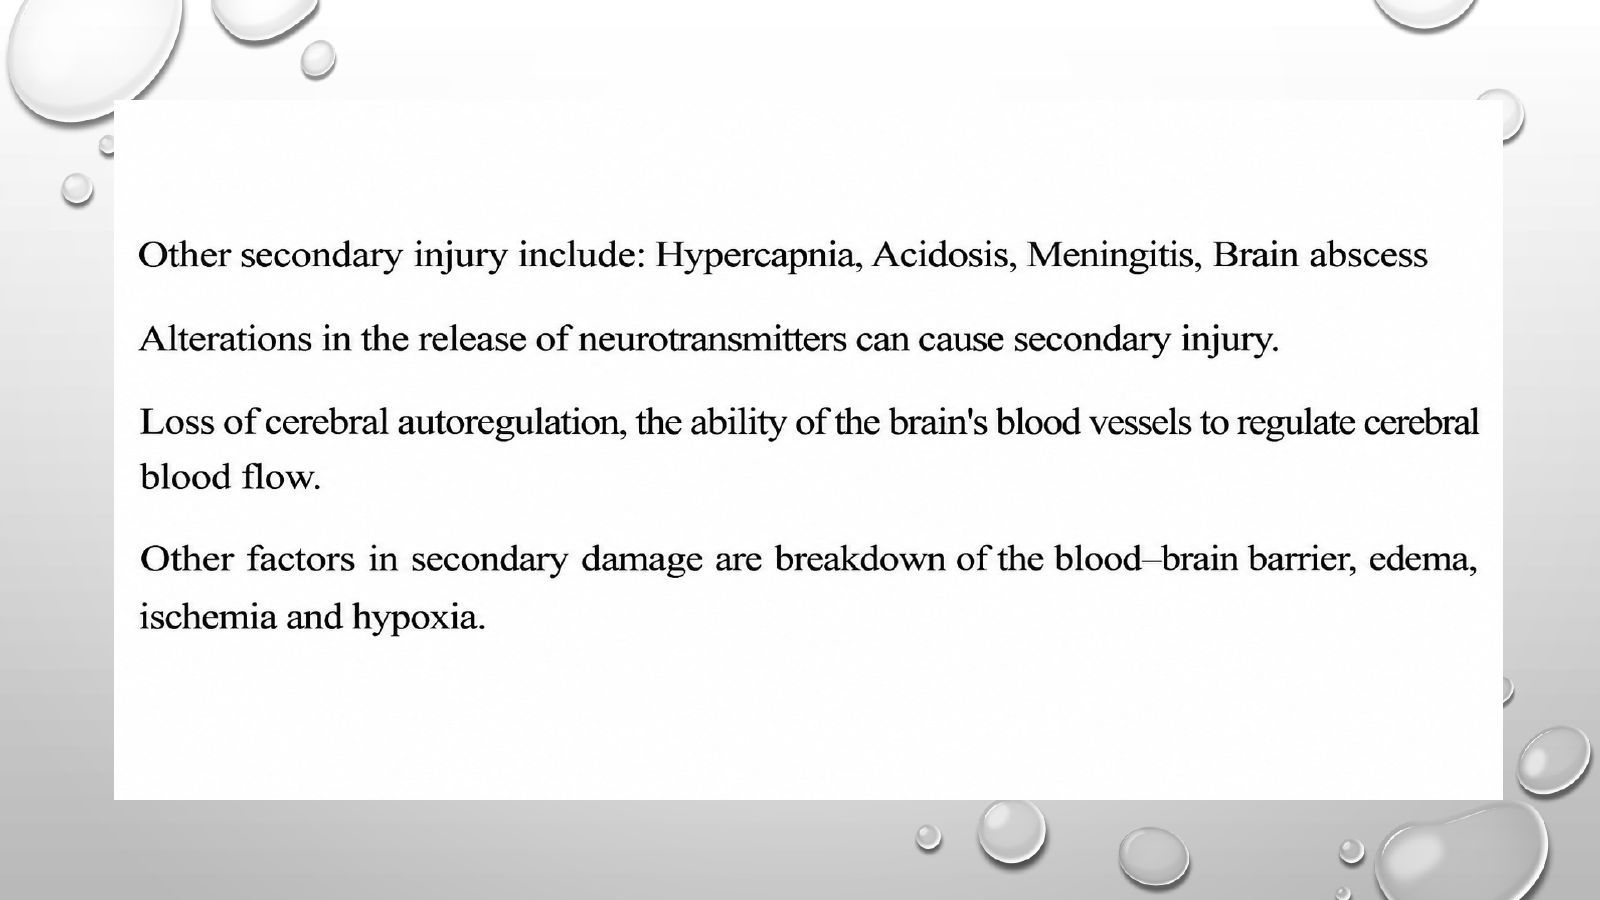 Other secondary injury include: Hypercapnia, Acidosis, Meningitis, Brain abscess
Alterations in the release of neurotransmitters can cause secondary injury.
Loss of cerebral autoregulation, the ability of the brain's blood vessels to regulate cerebral
blood flow.
Other factors in secondary damage are breakdown of the blood–brain barrier, edema,
ischemia and hypoxia.